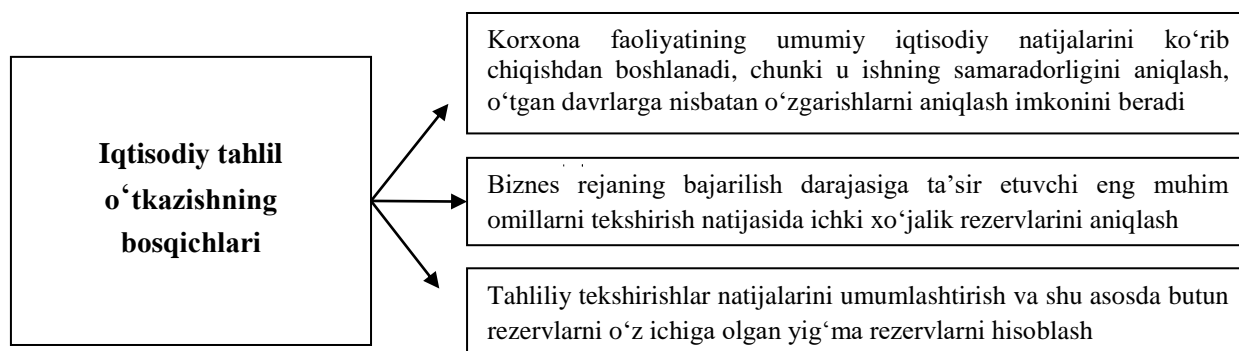 Iqtisodiy tahlil
o‘tkazishning
bosqichlari
Korxona faoliyatining umumiy iqtisodiy natijalarini ko‘rib
chiqishdan boshlanadi, chunki u ishning samaradorligini aniqlash,
o‘tgan davrlarga nisbatan o‘zgarishlarni aniqlash imkonini beradi
Biznes rejaning bajarilish darajasiga ta’sir etuvchi eng muhim
omillarni tekshirish natijasida ichki xo‘jalik rezervlarini aniqlash
Tahliliy tekshirishlar natijalarini umumlashtirish va shu asosda butun
rezervlarni o‘z ichiga olgan yig‘ma rezervlarni hisoblash